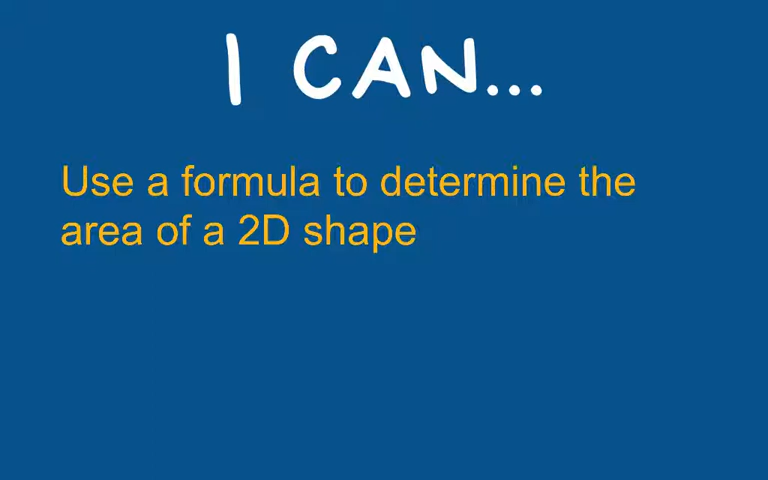 I CAN...
Use a formula to determine the
area of a 2D shape